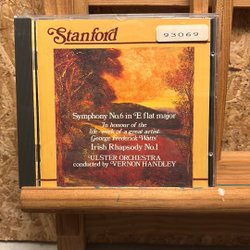 Stanford
93069
Symphony No.6 in E flat major
In honour of the
life-work of a great artist
George Frederick Watts
Irish Rhapsody No.1
ULSTER ORCHESTRA
conducted by VERNON HANDLEY